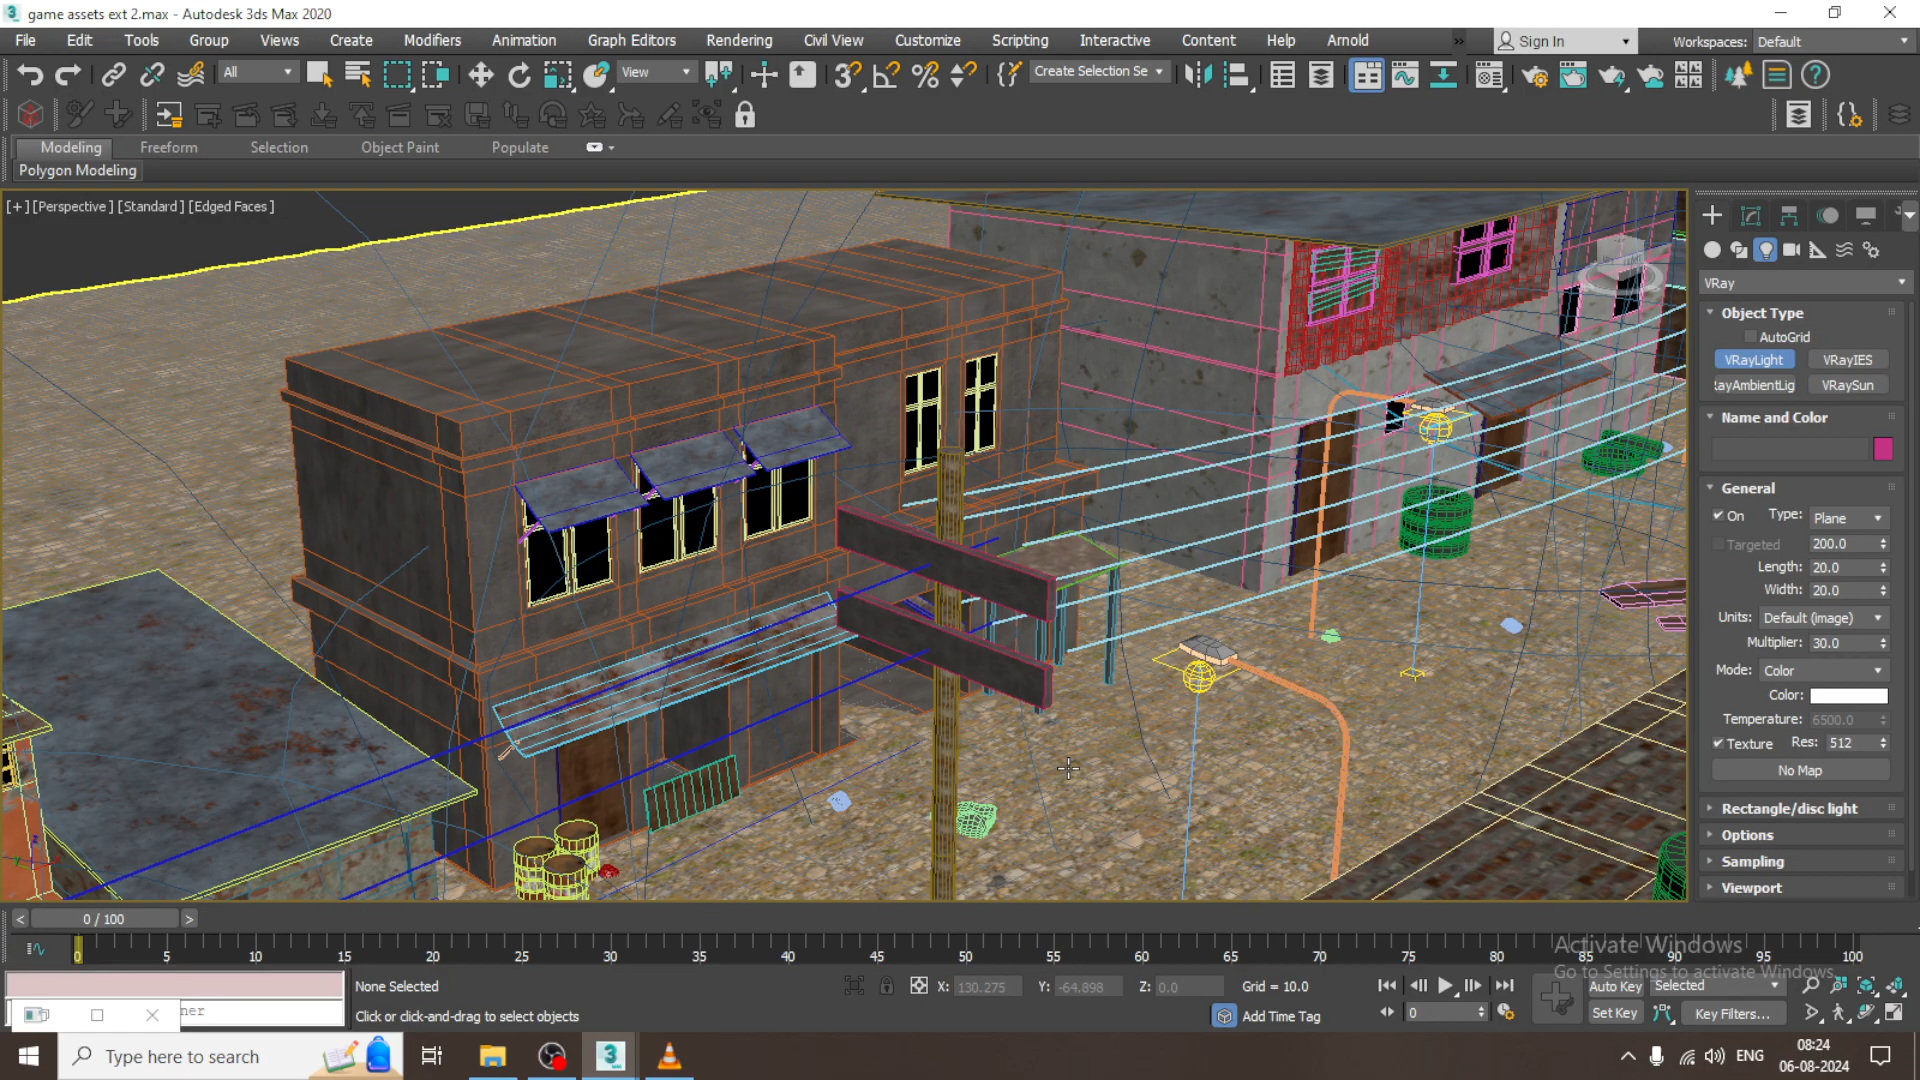 game assets ext 2.max - Autodesk 3ds Max 2020
File Edit Tools Group Views Create Modifiers Animation Graph Editors Rendering Civil View Customize Scripting Interactive Content Help Arnold
Sign In
Workspaces: Default
All
View
Create Selection Se
Modeling Freeform Selection Object Paint Populate
Polygon Modeling
[+] [Perspective ] [Standard ] [Edged Faces ]
VRay
Object Type
AutoGrid
VRayLight VRayIES
ayAmbientLig VRaySun
Name and Color
General
On Type: Plane
Targeted 200.0
Length: 20.0
Width: 20.0
Units: Default (image)
Multiplier: 30.0
Mode: Color
Color:
Temperature: 6500.0
Texture Res: 512
No Map
Rectangle/disc light
Options
Sampling
Viewport
< 0 / 100 >
0 5 10 15 20 25 30 35 40 45 50 55 60 65 70 75 80 85 90 95 100
Activate Windows
Go to Settings to activate Windows.
None Selected
X: 130.275 Y: -64.898 Z: 0.0 Grid = 10.0
Auto Key Selected
ner
Click or click-and-drag to select objects
Add Time Tag
0
Set Key Key Filters...
Type here to search
ENG
08:24
06-08-2024